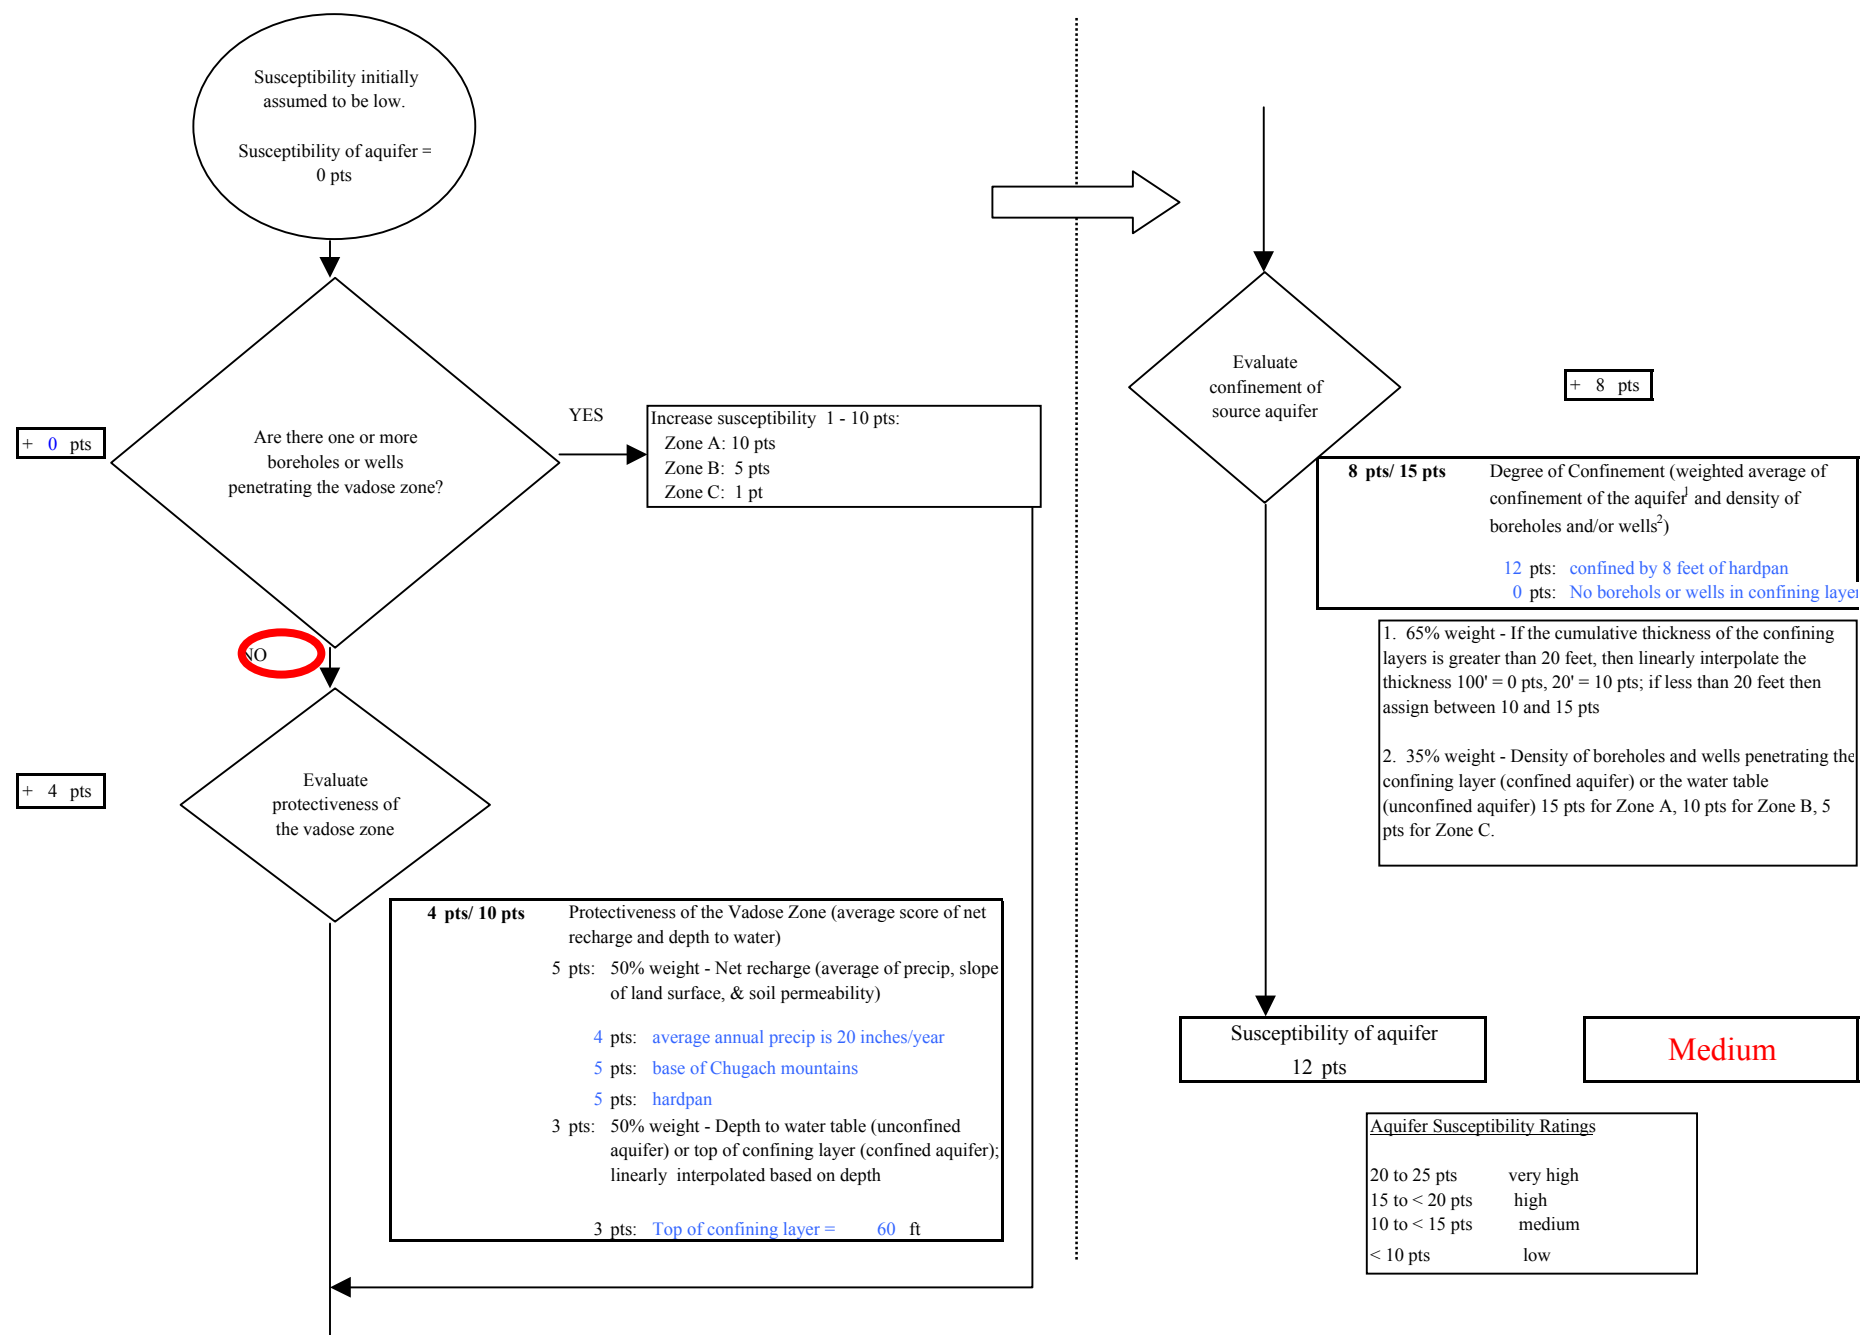 Susceptibility initially
assumed to be low.
Susceptibility of aquifer =
0 pts
+ 0 pts
Are there one or more
boreholes or wells
penetrating the vadose zone?
YES
Increase susceptibility 1 - 10 pts:
Zone A: 10 pts
Zone B: 5 pts
Zone C: 1 pt
NO
+ 4 pts
Evaluate
protectiveness of
the vadose zone
4 pts/ 10 pts Protectiveness of the Vadose Zone (average score of net
recharge and depth to water)
5 pts: 50% weight - Net recharge (average of precip, slope
of land surface, & soil permeability)
4 pts: average annual precip is 20 inches/year
5 pts: base of Chugach mountains
5 pts: hardpan
3 pts: 50% weight - Depth to water table (unconfined
aquifer) or top of confining layer (confined aquifer);
linearly interpolated based on depth
3 pts: Top of confining layer = 60 ft
Evaluate
confinement of
source aquifer
+ 8 pts
8 pts/ 15 pts Degree of Confinement (weighted average of
confinement of the aquifer1 and density of
boreholes and/or wells2)
12 pts: confined by 8 feet of hardpan
0 pts: No borehols or wells in confining layer
1. 65% weight - If the cumulative thickness of the confining
layers is greater than 20 feet, then linearly interpolate the
thickness 100' = 0 pts, 20' = 10 pts; if less than 20 feet then
assign between 10 and 15 pts
2. 35% weight - Density of boreholes and wells penetrating the
confining layer (confined aquifer) or the water table
(unconfined aquifer) 15 pts for Zone A, 10 pts for Zone B, 5
pts for Zone C.
Susceptibility of aquifer
12 pts
Medium
Aquifer Susceptibility Ratings
20 to 25 pts very high
15 to < 20 pts high
10 to < 15 pts medium
< 10 pts low